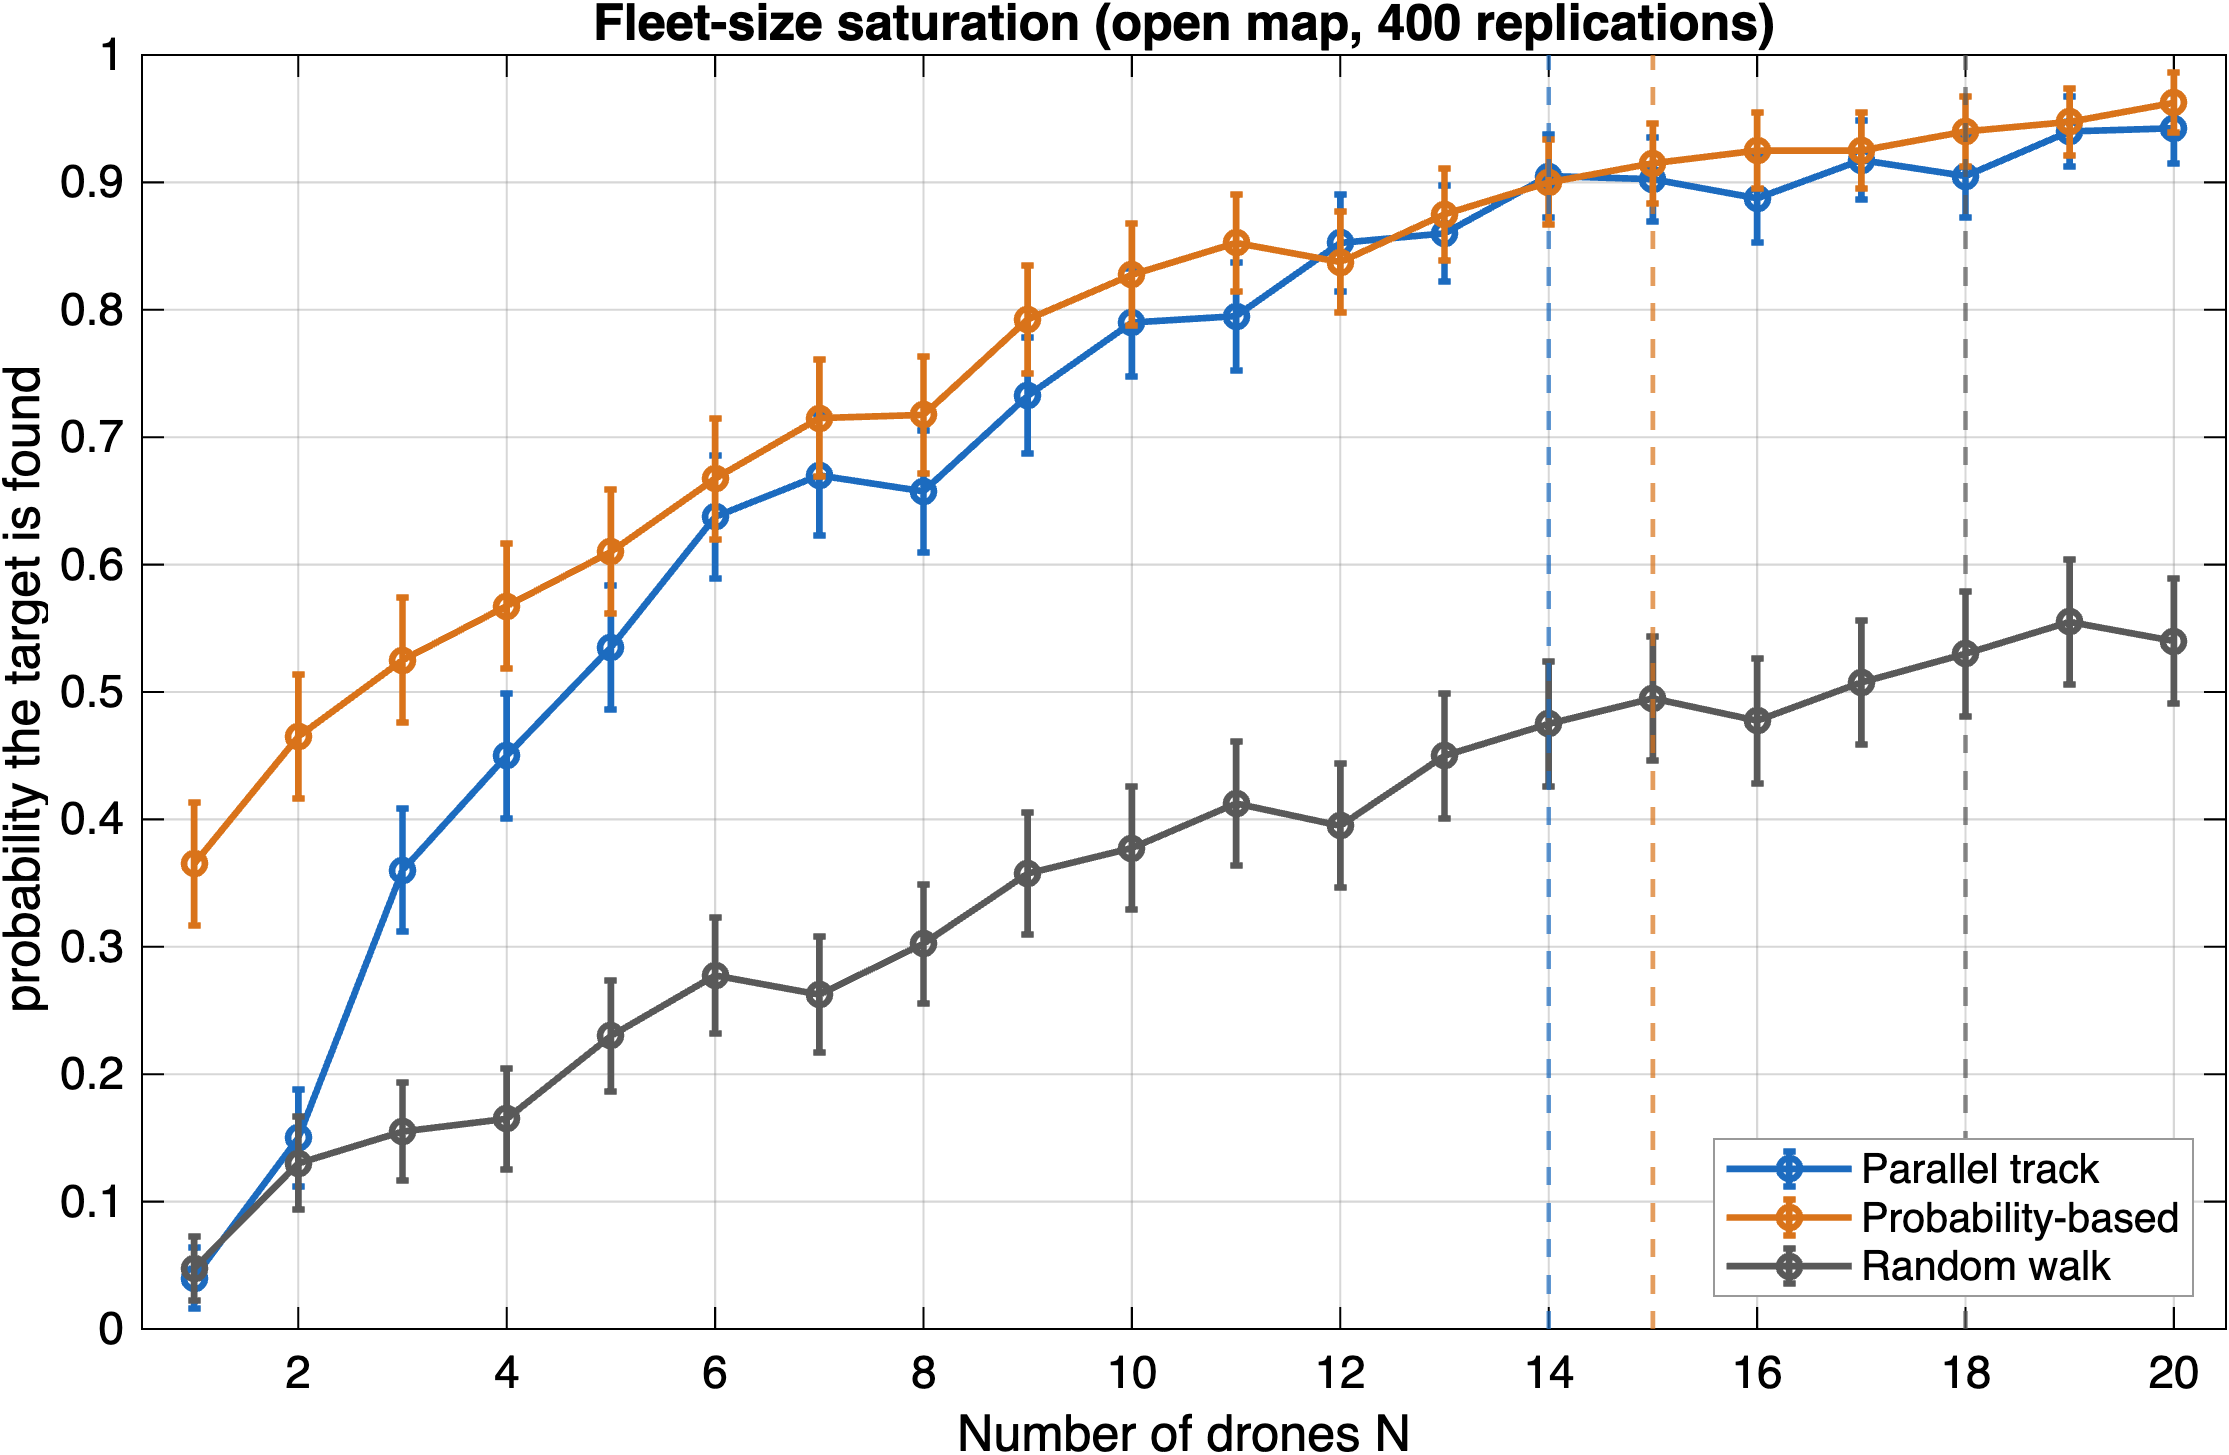 Fleet-size saturation (open map, 400 replications)
1
0.9
0.8
0.7
0.6
0.5
0.4
0.3
0.2
0.1
0
probability the target is found
2 4 6 8 10 12 14 16 18 20
Number of drones N
Parallel track
Probability-based
Random walk